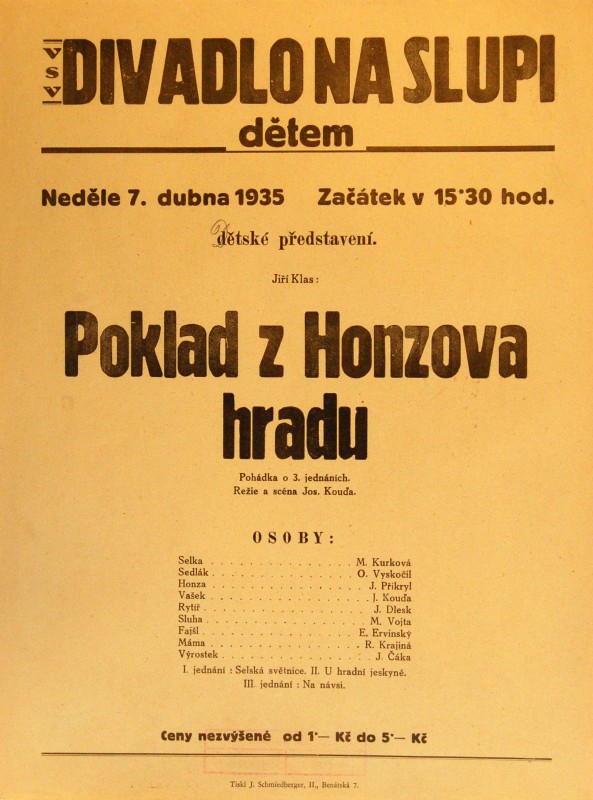 VSV
DIVADLO NA SLUPI
dětem
Neděle 7. dubna 1935 Začátek v 15·30 hod.
Dětské představení.
Jiří Klas:
Poklad z Honzova
hradu
Pohádka o 3. jednáních.
Režie a scéna Jos. Kouďa.
OSOBY:
Selka . . . . . . . . . . . . . . . M. Kurková
Sedlák . . . . . . . . . . . . . . . O. Vyskočil
Honza . . . . . . . . . . . . . . . J. Přikryl
Vašek . . . . . . . . . . . . . . . J. Kouďa
Rytíř . . . . . . . . . . . . . . . J. Dlesk
Sluha . . . . . . . . . . . . . . . M. Vojta
Fajšl . . . . . . . . . . . . . . . E. Ervinský
Máma . . . . . . . . . . . . . . . R. Krajiná
Výrostek . . . . . . . . . . . . . . . J. Čáka
I. jednání : Selská světnice. II. U hradní jeskyně.
III. jednání : Na návsi.
Ceny nezvýšené od 1·— Kč do 5·— Kč
Tiskl J. Schmiedberger, II., Benátská 7.